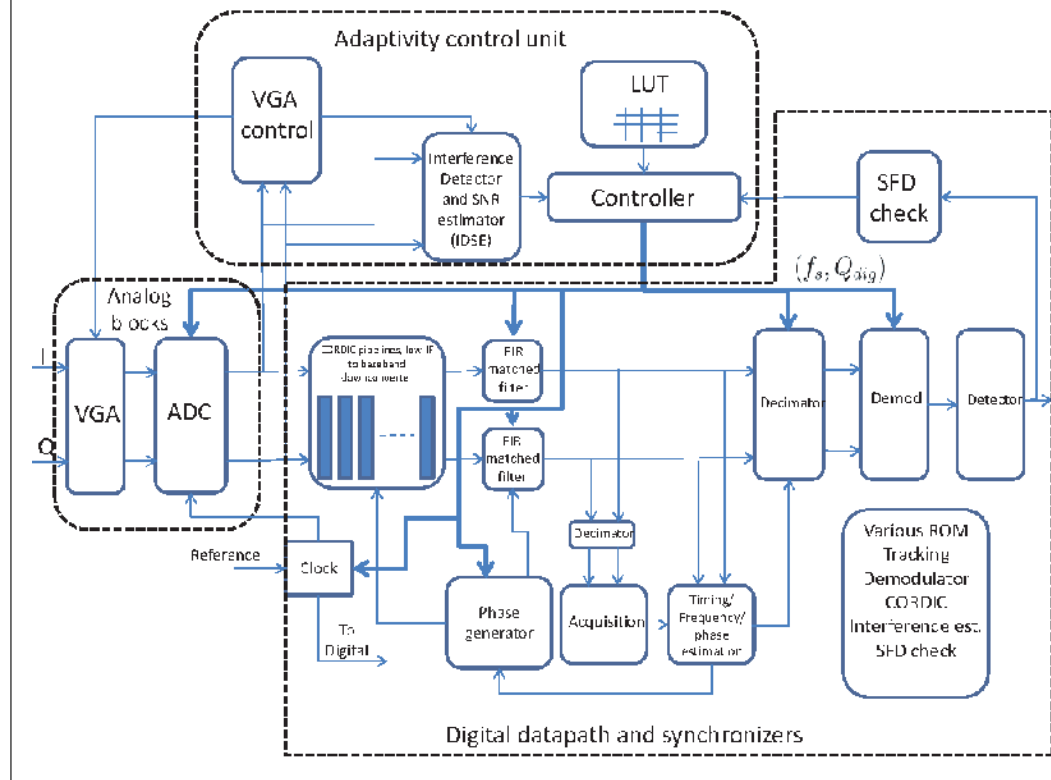 Adaptivity control unit
VGA
control
LUT
Interference
Detector
and SNR
estimator
(IDSE)
Controller
SFD
check
(f_s, Q_dig)
Analog
blocks
I
Q
VGA
ADC
pipelines, low IF
to baseband
FIR
matched
filter
FIR
matched
filter
Decimator
Demod
Detector
Decimator
Reference
Clock
To
Digital
Phase
generator
Acquisition
Timing/
Frequency/
phase
estimation
Various ROM
Tracking
Demodulator
CORDIC
Interference est.
SFD check
Digital datapath and synchronizers